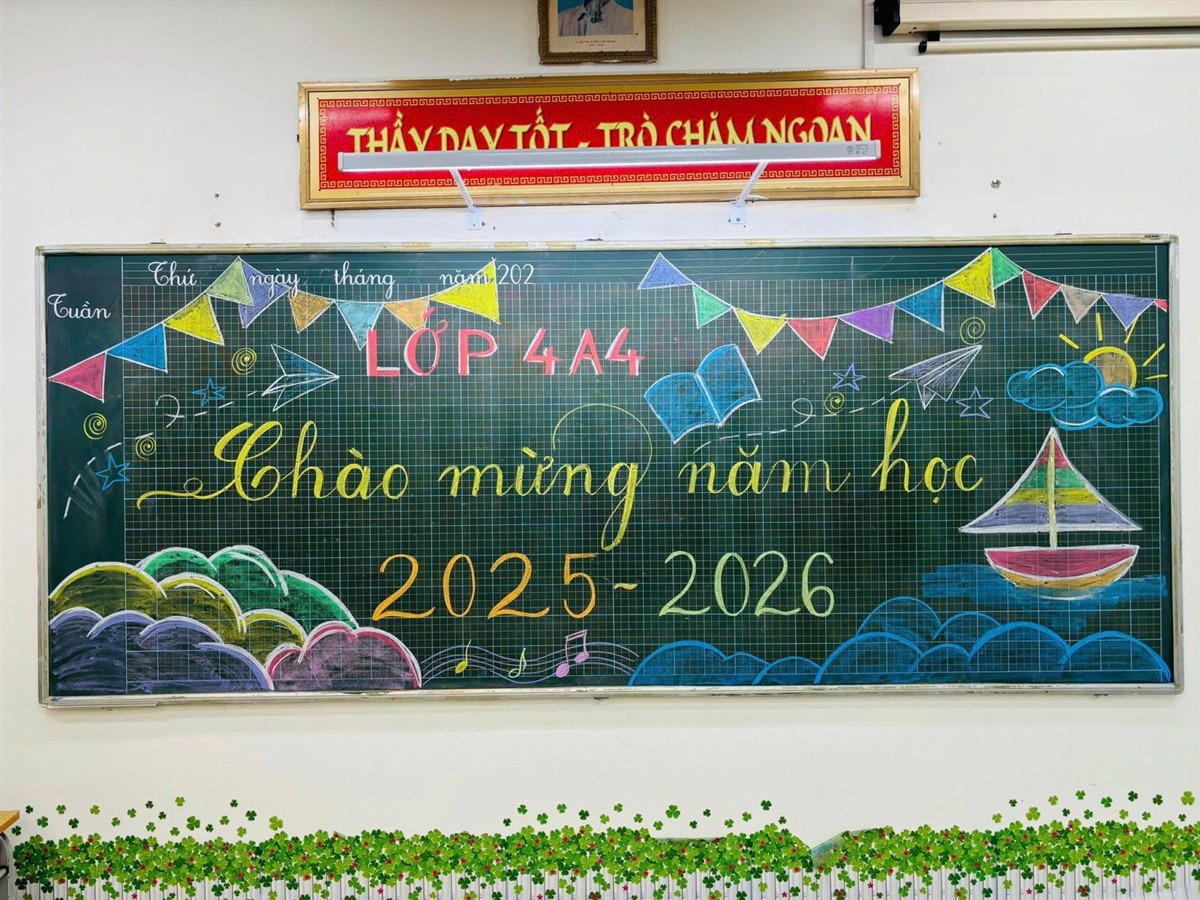 THẦY DẠY TỐT - TRÒ CHĂM NGOAN
Thứ ngày tháng năm 202
Tuần
LỚP 4A4
Chào mừng năm học
2025 - 2026